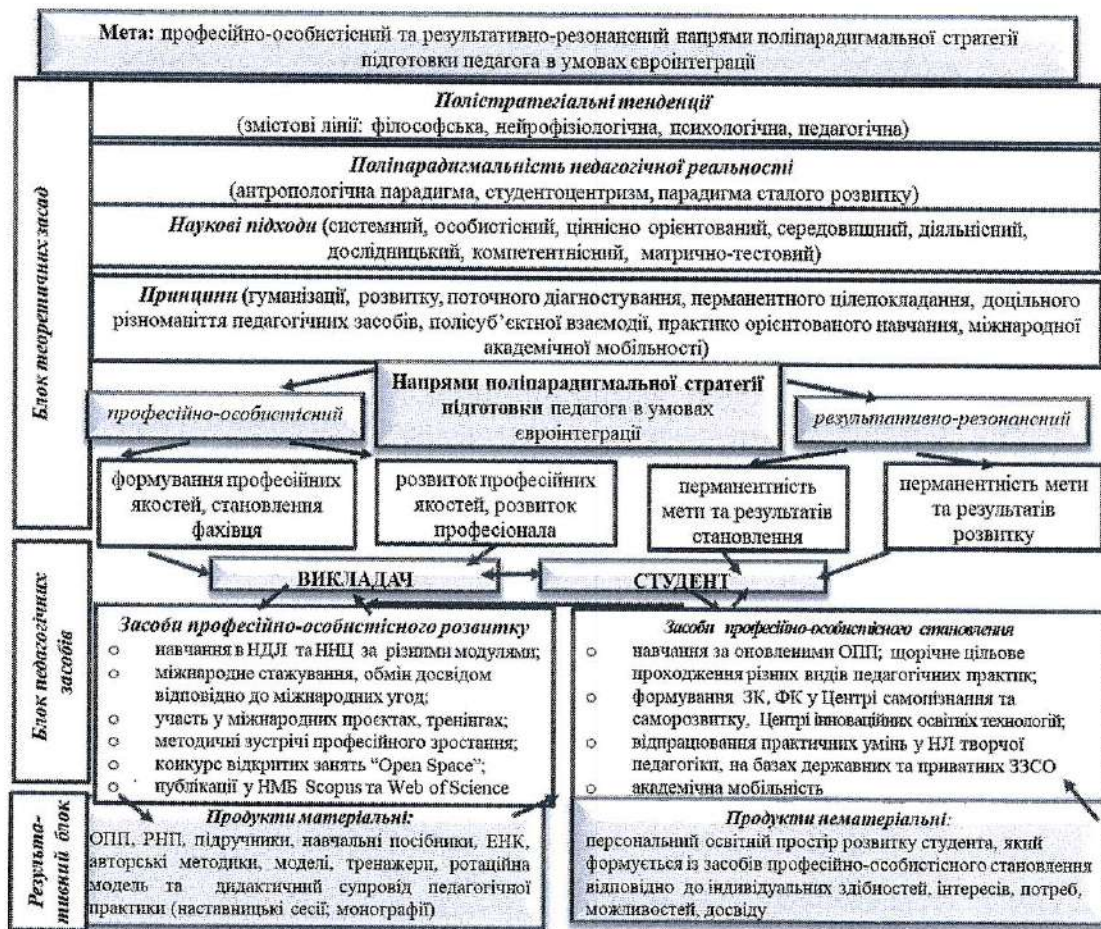 Мета: професійно-особистісний та результативно-резонансний напрями поліпарадигмальної стратегії
підготовки педагога в умовах євроінтеграції
Блок теоретичних засад
Полістратегіальні тенденції
(змістові лінії: філософська, нейрофізіологічна, психологічна, педагогічна)
Поліпарадигмальність педагогічної реальності
(антропологічна парадигма, студентоцентризм, парадигма сталого розвитку)
Наукові підходи (системний, особистісний, ціннісно орієнтований, середовищний, діяльнісний,
дослідницький, компетентнісний, матрично-тестовий)
Принципи (гуманізації, розвитку, поточного діагностування, перманентного цілепокладання, доцільного
різноманіття педагогічних засобів, полісуб’єктної взаємодії, практико орієнтованого навчання, міжнародної
академічної мобільності)
Напрями поліпарадигмальної стратегії
підготовки педагога в умовах
євроінтеграції
професійно-особистісний
результативно-резонансний
формування професійних
якостей, становлення
фахівця
розвиток професійних
якостей, розвиток
професіонала
перманентність
мети та результатів
становлення
перманентність мети
та результатів
розвитку
Блок педагогічних
засобів
ВИКЛАДАЧ
СТУДЕНТ
Засоби професійно-особистісного розвитку
o навчання в НДЛ та ННЦ за різними модулями;
o міжнародне стажування, обмін досвідом
відповідно до міжнародних угод;
o участь у міжнародних проєктах, тренінгах;
o методичні зустрічі професійного зростання;
o конкурс відкритих занять “Open Space”;
o публікації у НМБ Scopus та Web of Science
Засоби професійно-особистісного становлення
o навчання за оновленими ОПП; щорічне цільове
проходження різних видів педагогічних практик;
o формування ЗК, ФК у Центрі самопізнання та
саморозвитку, Центрі інноваційних освітніх технологій;
o відпрацювання практичних умінь у НЛ творчої
педагогіки, на базах державних та приватних ЗЗСО
o академічна мобільність
Результа-
тивний блок
Продукти матеріальні:
ОПП, РНП, підручники, навчальні посібники, ЕНК,
авторські методики, моделі, тренажери, ротаційна
модель та дидактичний супровід педагогічної
практики (наставницькі сесії; монографії)
Продукти нематеріальні:
персональний освітній простір розвитку студента, який
формується із засобів професійно-особистісного становлення
відповідно до індивідуальних здібностей, інтересів, потреб,
можливостей, досвіду